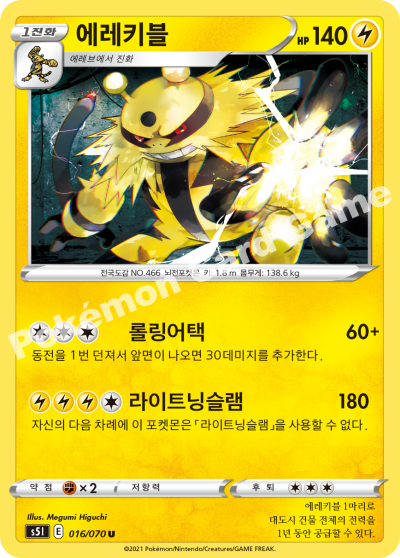 1진화 에레키블 HP 140
에레브에서 진화
전국도감 NO.466 뇌전포켓몬 키: 1.8 m 몸무게: 138.6 kg
Pokémon Card Game
롤링어택 60+
동전을 1번 던져서 앞면이 나오면 30데미지를 추가한다.
라이트닝슬램 180
자신의 다음 차례에 이 포켓몬은 「라이트닝슬램」을 사용할 수 없다.
약점 ×2 저항력 후퇴
Illus. Megumi Higuchi
s5I E 016/070 U
에레키블 1마리로
대도시 건물 전체의 전력을
1년 동안 공급할 수 있다.
©2021 Pokémon/Nintendo/Creatures/GAME FREAK.